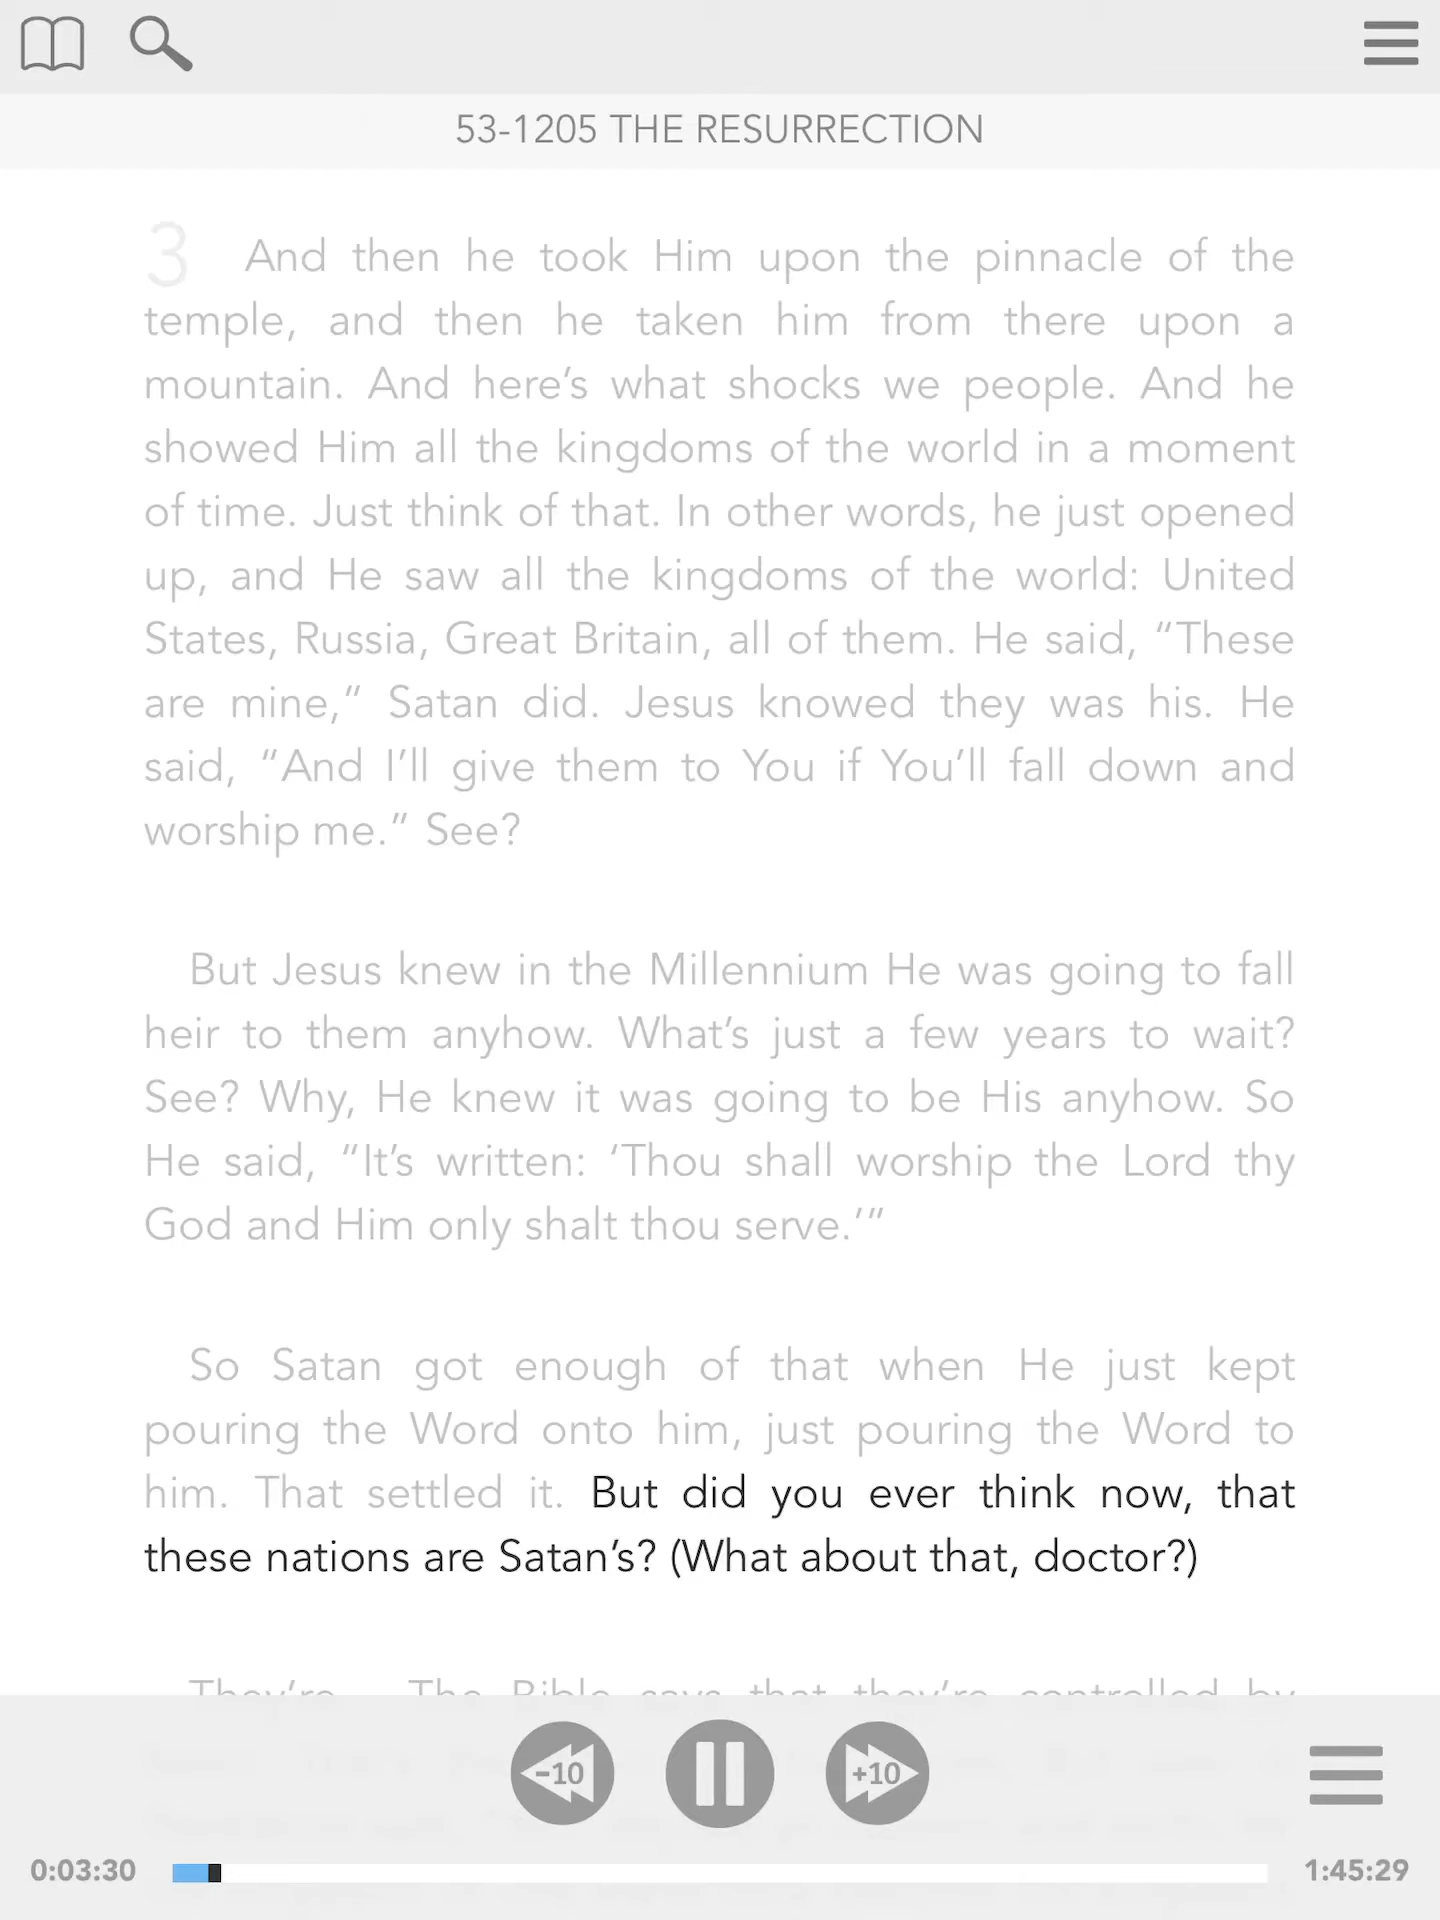 53-1205 THE RESURRECTION
3 And then he took Him upon the pinnacle of the
temple, and then he taken him from there upon a
mountain. And here’s what shocks we people. And he
showed Him all the kingdoms of the world in a moment
of time. Just think of that. In other words, he just opened
up, and He saw all the kingdoms of the world: United
States, Russia, Great Britain, all of them. He said, “These
are mine,” Satan did. Jesus knowed they was his. He
said, “And I’ll give them to You if You’ll fall down and
worship me.” See?
But Jesus knew in the Millennium He was going to fall
heir to them anyhow. What’s just a few years to wait?
See? Why, He knew it was going to be His anyhow. So
He said, “It’s written: ‘Thou shall worship the Lord thy
God and Him only shalt thou serve.’”
So Satan got enough of that when He just kept
pouring the Word onto him, just pouring the Word to
him. That settled it. But did you ever think now, that
these nations are Satan’s? (What about that, doctor?)
They’re… The Bible says that they’re controlled by
-10 +10
0:03:30 1:45:29